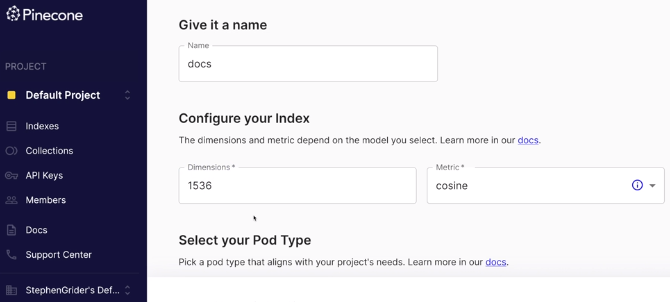 Pinecone
PROJECT
Default Project
Indexes
Collections
API Keys
Members
Docs
Support Center
StephenGrider's Def...
Give it a name
Name
docs
Configure your Index
The dimensions and metric depend on the model you select. Learn more in our docs.
Dimensions *
1536
Metric *
cosine
Select your Pod Type
Pick a pod type that aligns with your project's needs. Learn more in our docs.